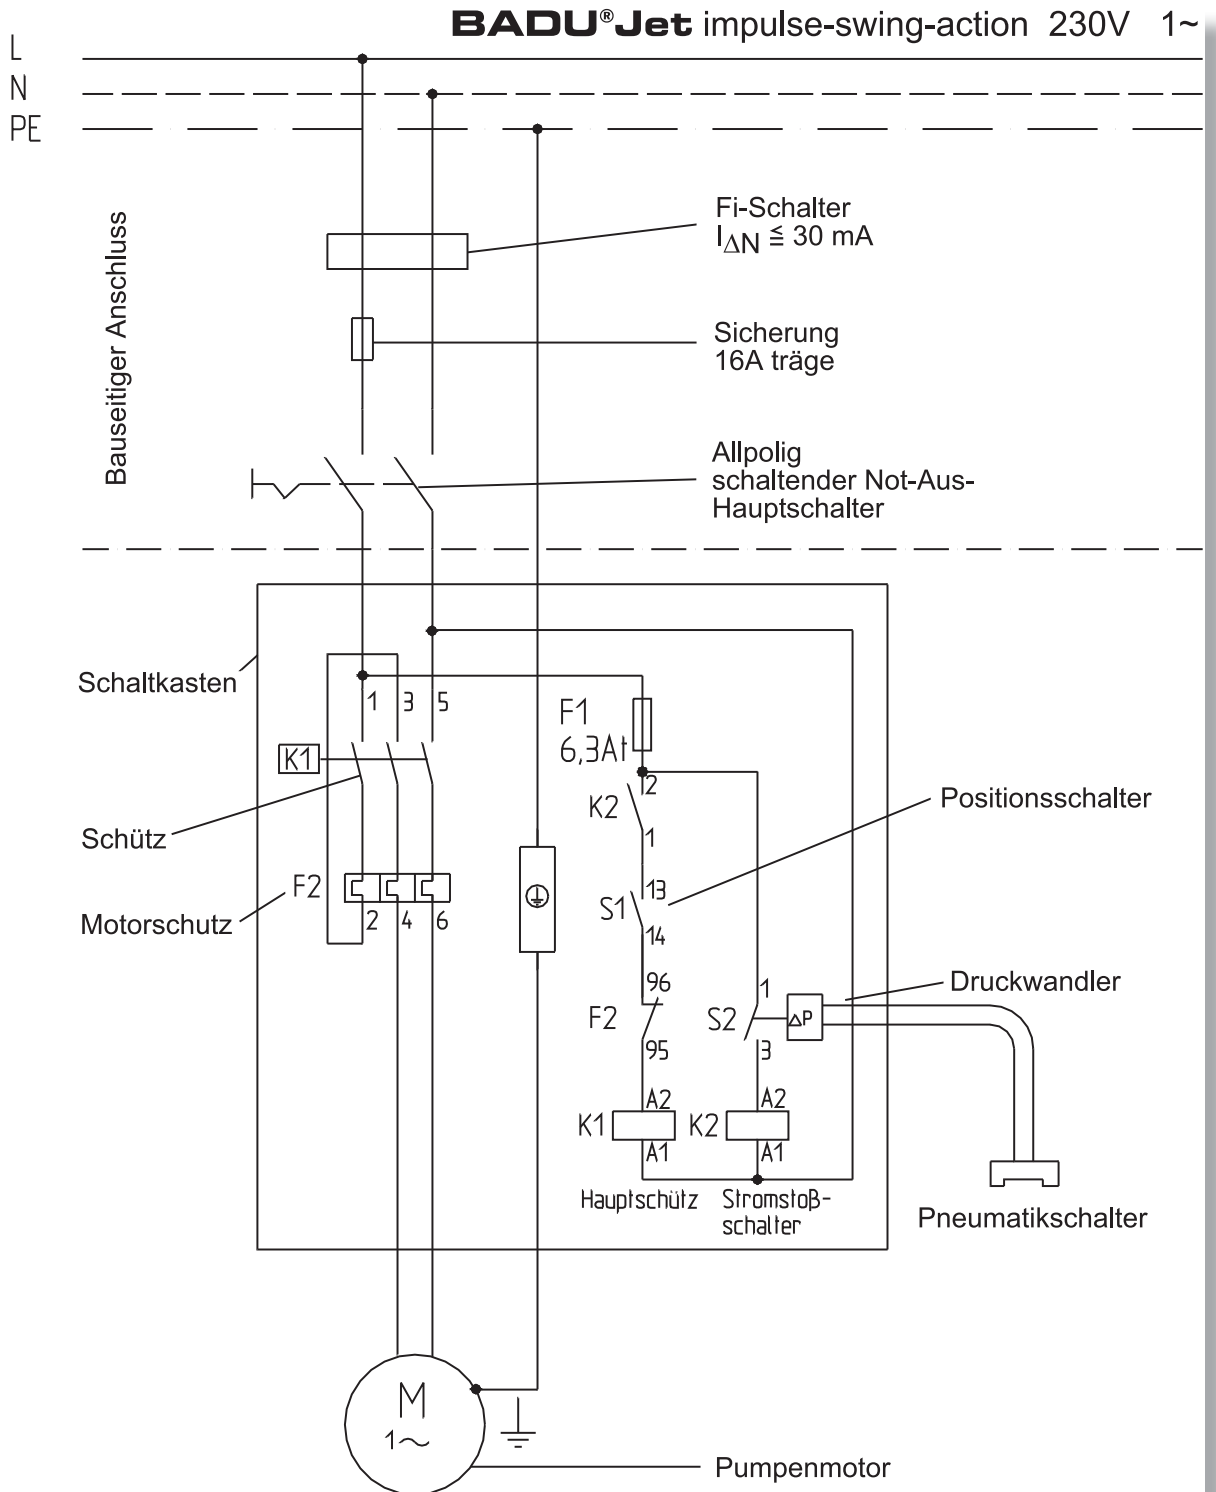 BADU®Jet impulse-swing-action 230V 1~
L
N
PE
Bauseitiger Anschluss
Fi-Schalter
IΔN ≦ 30 mA
Sicherung
16A träge
Allpolig
schaltender Not-Aus-
Hauptschalter
Schaltkasten
1 3 5
F1
6,3At
K1
2
K2
1
Positionsschalter
Schütz
F2
13
S1
14
Motorschutz
2 4 6
96
F2
95
1
S2
3
ΔP
Druckwandler
A2
K1
A1
A2
K2
A1
Hauptschütz
Stromstoß-
schalter
Pneumatikschalter
M
1~
Pumpenmotor